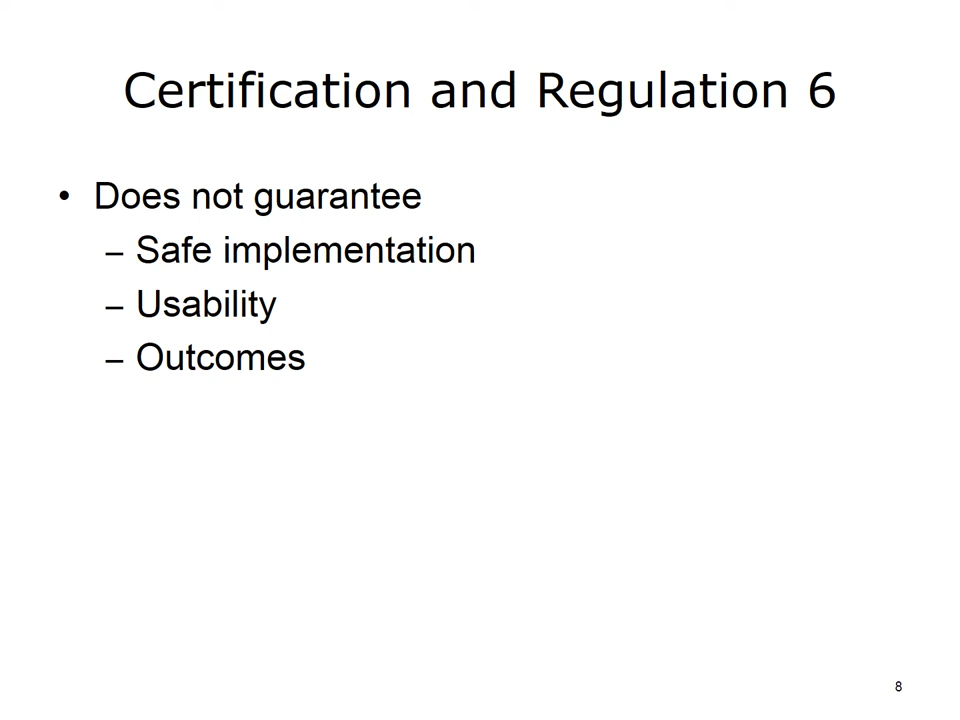 Certification and Regulation 6
• Does not guarantee
– Safe implementation
– Usability
– Outcomes
8